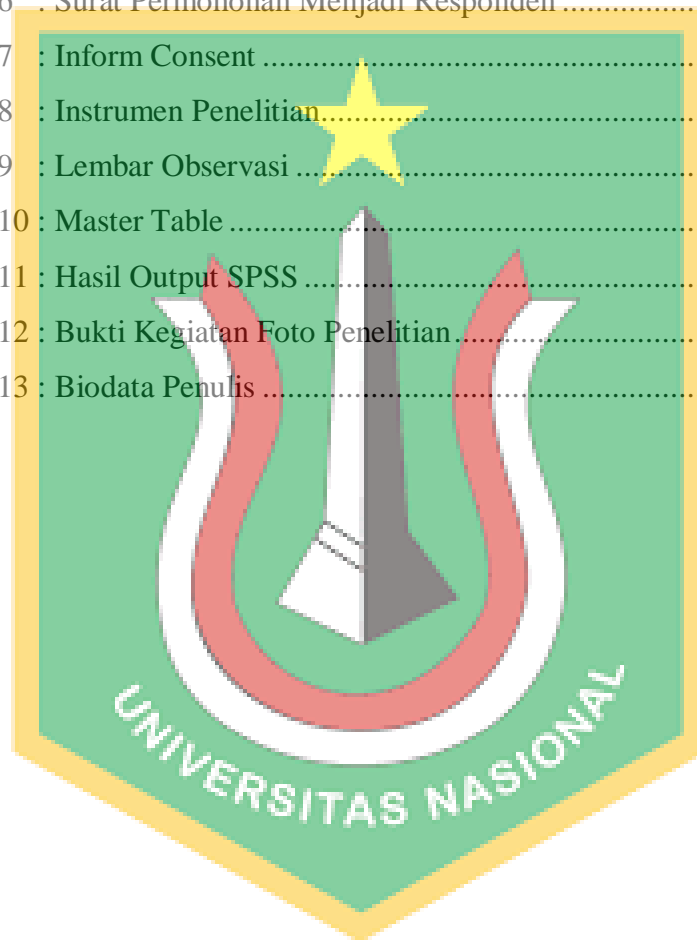 6 : Surat Permohonan Menjadi Responden ................
7 : Inform Consent ................................................
8 : Instrumen Penelitian..........................................
9 : Lembar Observasi .............................................
10 : Master Table ....................................................
11 : Hasil Output SPSS ............................................
12 : Bukti Kegiatan Foto Penelitian ............................
13 : Biodata Penulis ..................................................
UNIVERSITAS NASIONAL